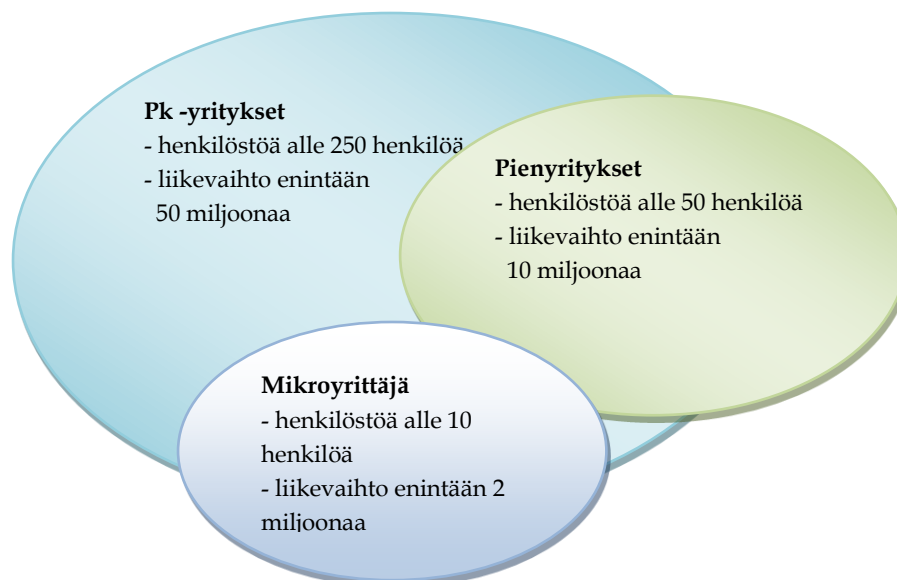 Pk -yritykset
- henkilöstöä alle 250 henkilöä
- liikevaihto enintään
50 miljoonaa
Pienyritykset
- henkilöstöä alle 50 henkilöä
- liikevaihto enintään
10 miljoonaa
Mikroyrittäjä
- henkilöstöä alle 10
henkilöä
- liikevaihto enintään 2
miljoonaa